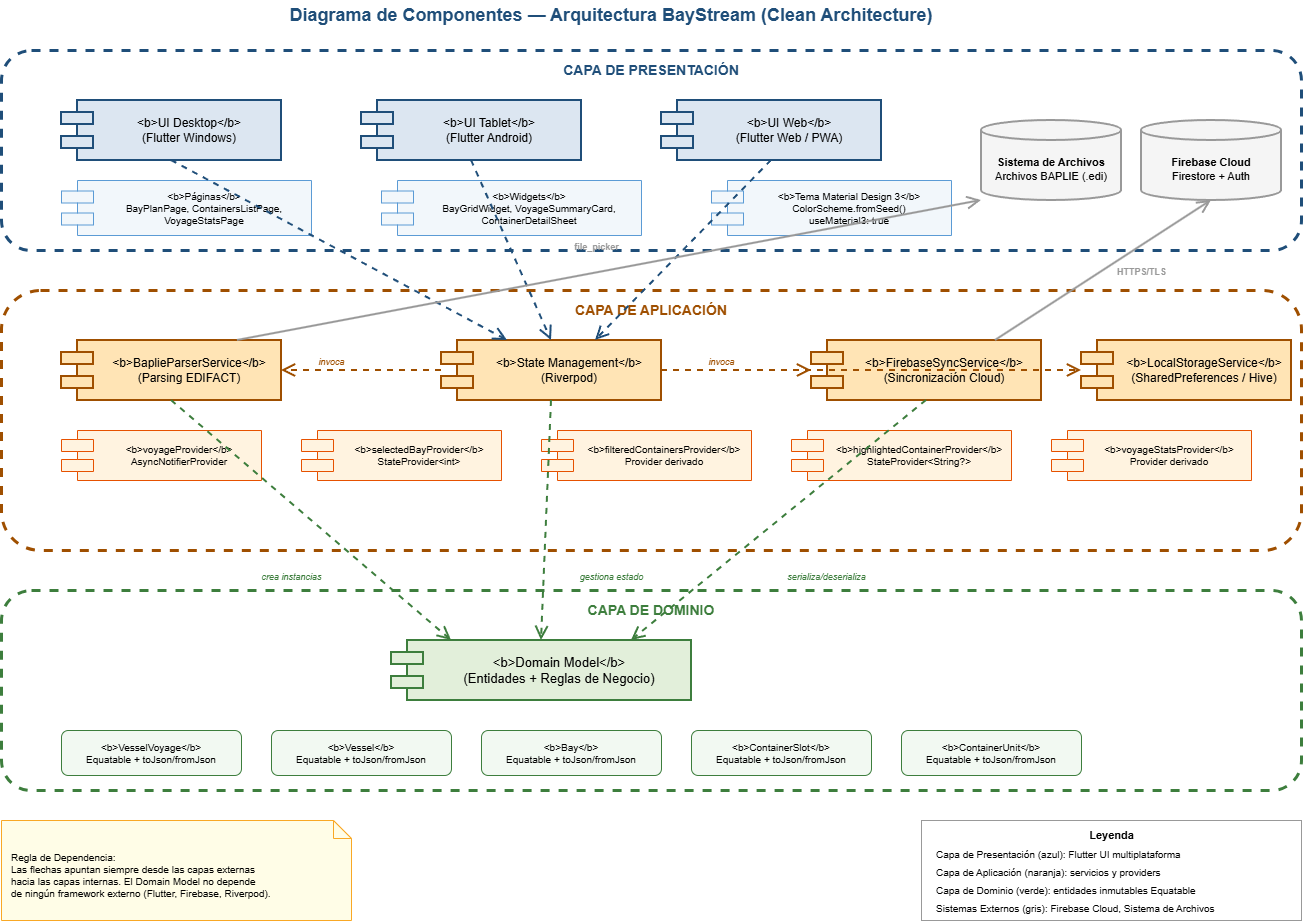 Diagrama de Componentes — Arquitectura BayStream (Clean Architecture)
CAPA DE PRESENTACIÓN
<b>UI Desktop</b>
(Flutter Windows)
<b>UI Tablet</b>
(Flutter Android)
<b>UI Web</b>
(Flutter Web / PWA)
Sistema de Archivos
Archivos BAPLIE (.edi)
Firebase Cloud
Firestore + Auth
<b>Páginas</b>
BayPlanPage, ContainersListPage,
VoyageStatsPage
<b>Widgets</b>
BayGridWidget, VoyageSummaryCard,
ContainerDetailSheet
<b>Tema Material Design 3</b>
ColorScheme.fromSeed()
useMaterial3: true
file_picker
HTTPS/TLS
CAPA DE APLICACIÓN
<b>BaplieParserService</b>
(Parsing EDIFACT)
invoca
<b>State Management</b>
(Riverpod)
invoca
<b>FirebaseSyncService</b>
(Sincronización Cloud)
<b>LocalStorageService</b>
(SharedPreferences / Hive)
<b>voyageProvider</b>
AsyncNotifierProvider
<b>selectedBayProvider</b>
StateProvider<int>
<b>filteredContainersProvider</b>
Provider derivado
<b>highlightedContainerProvider</b>
StateProvider<String?>
<b>voyageStatsProvider</b>
Provider derivado
crea instancias
gestiona estado
serializa/deserializa
CAPA DE DOMINIO
<b>Domain Model</b>
(Entidades + Reglas de Negocio)
<b>VesselVoyage</b>
Equatable + toJson/fromJson
<b>Vessel</b>
Equatable + toJson/fromJson
<b>Bay</b>
Equatable + toJson/fromJson
<b>ContainerSlot</b>
Equatable + toJson/fromJson
<b>ContainerUnit</b>
Equatable + toJson/fromJson
Regla de Dependencia:
Las flechas apuntan siempre desde las capas externas
hacia las capas internas. El Domain Model no depende
de ningún framework externo (Flutter, Firebase, Riverpod).
Leyenda
Capa de Presentación (azul): Flutter UI multiplataforma
Capa de Aplicación (naranja): servicios y providers
Capa de Dominio (verde): entidades inmutables Equatable
Sistemas Externos (gris): Firebase Cloud, Sistema de Archivos